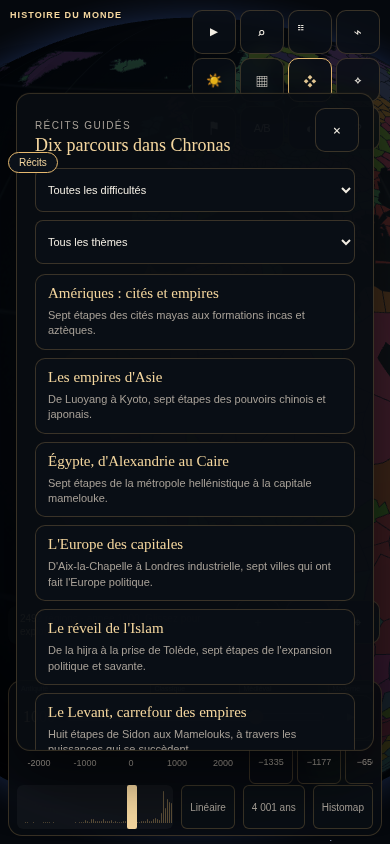 HISTOIRE DU MONDE
RÉCITS GUIDÉS
Dix parcours dans Chronas
×
Récits
Toutes les difficultés
Tous les thèmes
Amériques : cités et empires
Sept étapes des cités mayas aux formations incas et
aztèques.
Les empires d'Asie
De Luoyang à Kyoto, sept étapes des pouvoirs chinois et
japonais.
Égypte, d'Alexandrie au Caire
Sept étapes de la métropole hellénistique à la capitale
mamelouke.
L'Europe des capitales
D'Aix-la-Chapelle à Londres industrielle, sept villes qui ont
fait l'Europe politique.
Le réveil de l'Islam
De la hijra à la prise de Tolède, sept étapes de l'expansion
politique et savante.
Le Levant, carrefour des empires
Huit étapes de Sidon aux Mamelouks, à travers les
puissances qui se succèdent.
-2000 -1000 0 1000 2000 −1335 −1177 −650
Linéaire 4 001 ans Histomap